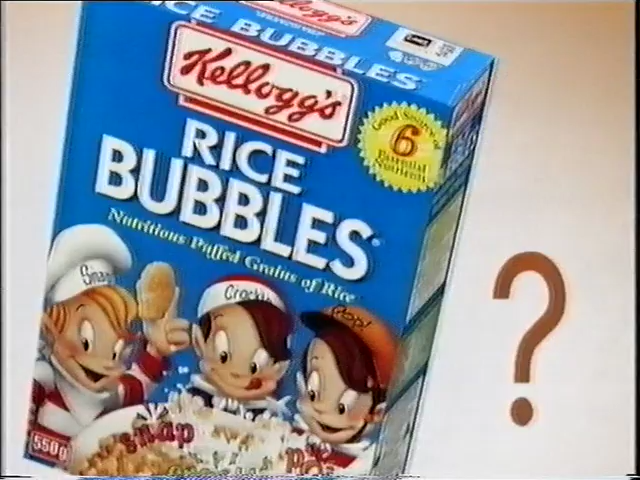 Kellogg's
RICE BUBBLES
Kellogg's
Good Source of
6
Essential
Nutrients
RICE
BUBBLES
Nutritious Puffed Grains of Rice
Snap
Crackle
Pop!
snap
550g
?